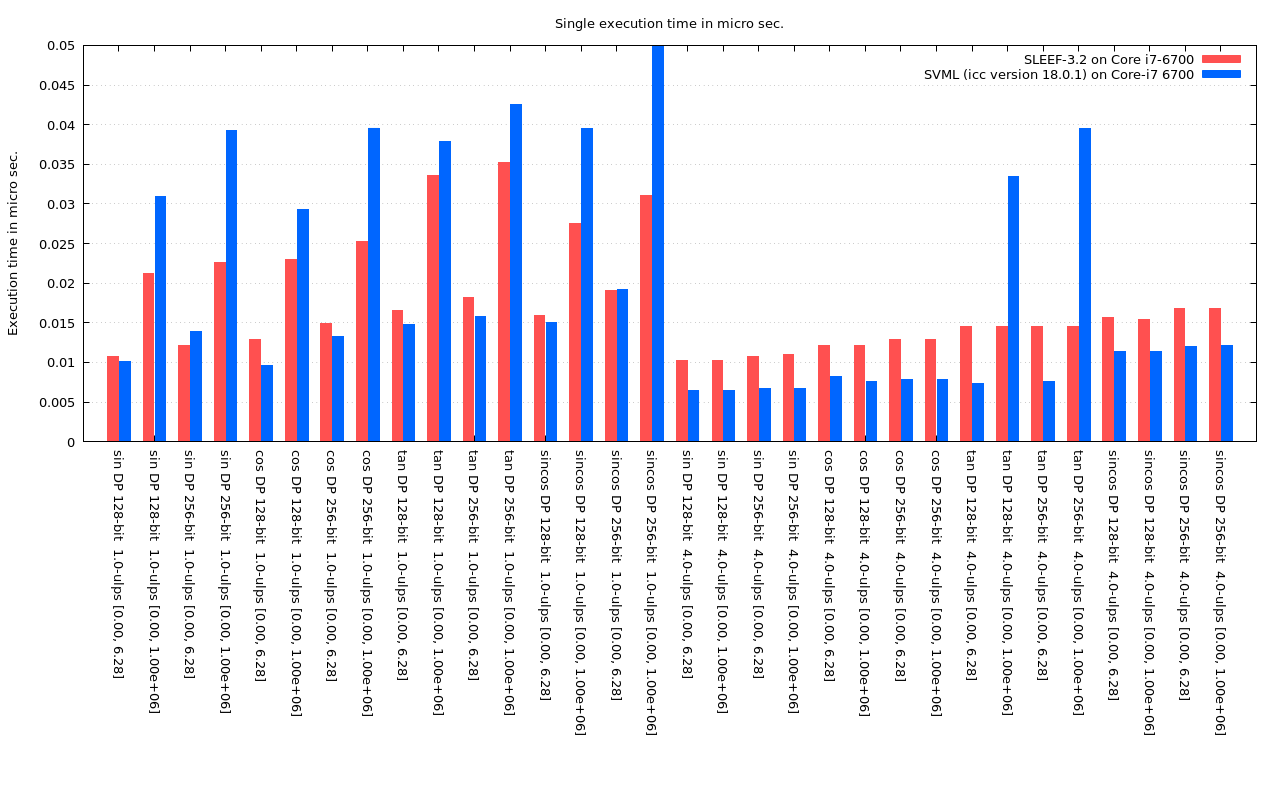 Single execution time in micro sec.
SLEEF-3.2 on Core i7-6700
SVML (icc version 18.0.1) on Core-i7 6700
Execution time in micro sec.
0.05
0.045
0.04
0.035
0.03
0.025
0.02
0.015
0.01
0.005
0
sin DP 128-bit 1.0-ulps [0.00, 6.28]
sin DP 128-bit 1.0-ulps [0.00, 1.00e+06]
sin DP 256-bit 1.0-ulps [0.00, 6.28]
sin DP 256-bit 1.0-ulps [0.00, 1.00e+06]
cos DP 128-bit 1.0-ulps [0.00, 6.28]
cos DP 128-bit 1.0-ulps [0.00, 1.00e+06]
cos DP 256-bit 1.0-ulps [0.00, 6.28]
cos DP 256-bit 1.0-ulps [0.00, 1.00e+06]
tan DP 128-bit 1.0-ulps [0.00, 6.28]
tan DP 128-bit 1.0-ulps [0.00, 1.00e+06]
tan DP 256-bit 1.0-ulps [0.00, 6.28]
tan DP 256-bit 1.0-ulps [0.00, 1.00e+06]
sincos DP 128-bit 1.0-ulps [0.00, 6.28]
sincos DP 128-bit 1.0-ulps [0.00, 1.00e+06]
sincos DP 256-bit 1.0-ulps [0.00, 6.28]
sincos DP 256-bit 1.0-ulps [0.00, 1.00e+06]
sin DP 128-bit 4.0-ulps [0.00, 6.28]
sin DP 128-bit 4.0-ulps [0.00, 1.00e+06]
sin DP 256-bit 4.0-ulps [0.00, 6.28]
sin DP 256-bit 4.0-ulps [0.00, 1.00e+06]
cos DP 128-bit 4.0-ulps [0.00, 6.28]
cos DP 128-bit 4.0-ulps [0.00, 1.00e+06]
cos DP 256-bit 4.0-ulps [0.00, 6.28]
cos DP 256-bit 4.0-ulps [0.00, 1.00e+06]
tan DP 128-bit 4.0-ulps [0.00, 6.28]
tan DP 128-bit 4.0-ulps [0.00, 1.00e+06]
tan DP 256-bit 4.0-ulps [0.00, 6.28]
tan DP 256-bit 4.0-ulps [0.00, 1.00e+06]
sincos DP 128-bit 4.0-ulps [0.00, 6.28]
sincos DP 128-bit 4.0-ulps [0.00, 1.00e+06]
sincos DP 256-bit 4.0-ulps [0.00, 6.28]
sincos DP 256-bit 4.0-ulps [0.00, 1.00e+06]